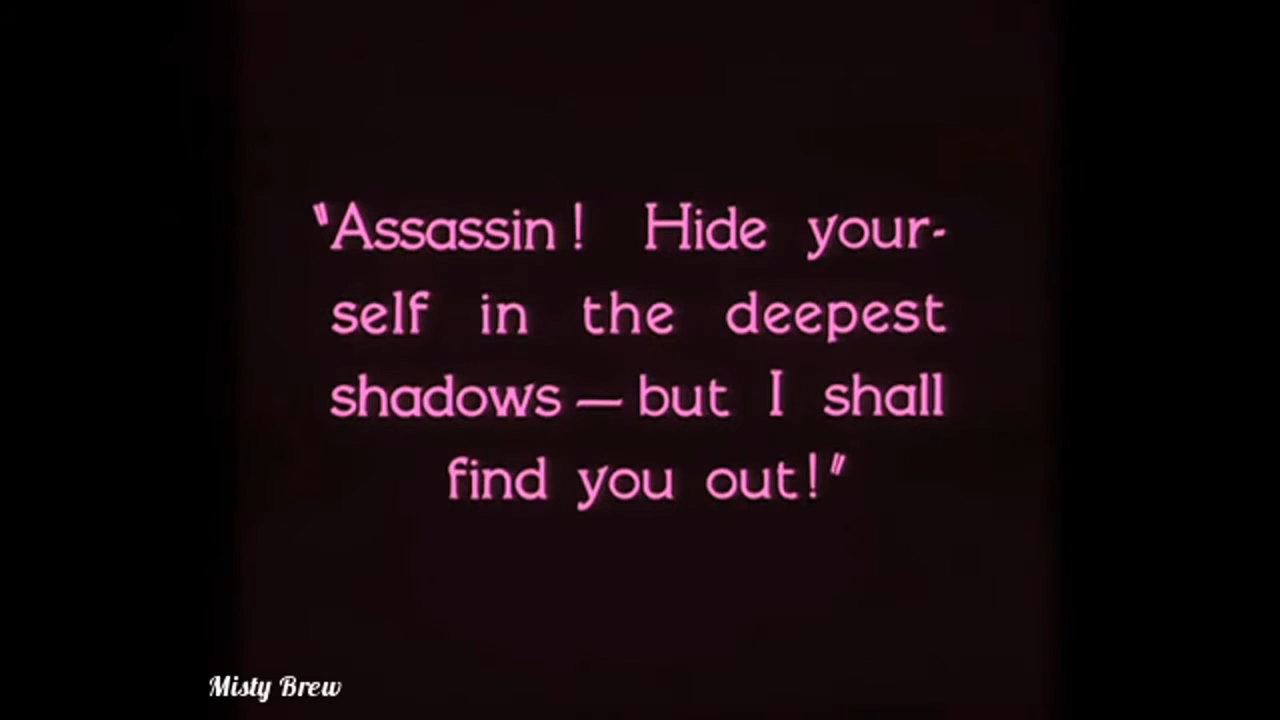 "Assassin! Hide your-
self in the deepest
shadows — but I shall
find you out!"
Misty Brew